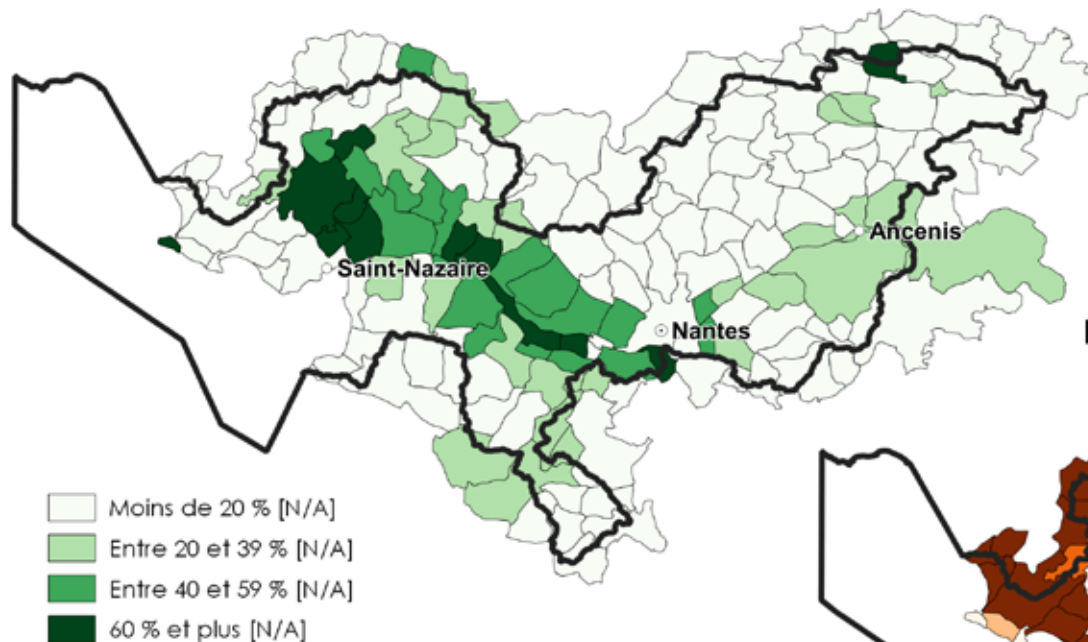 Ancenis
Saint-Nazaire
Nantes
Moins de 20 % [N/A]
Entre 20 et 39 % [N/A]
Entre 40 et 59 % [N/A]
60 % et plus [N/A]